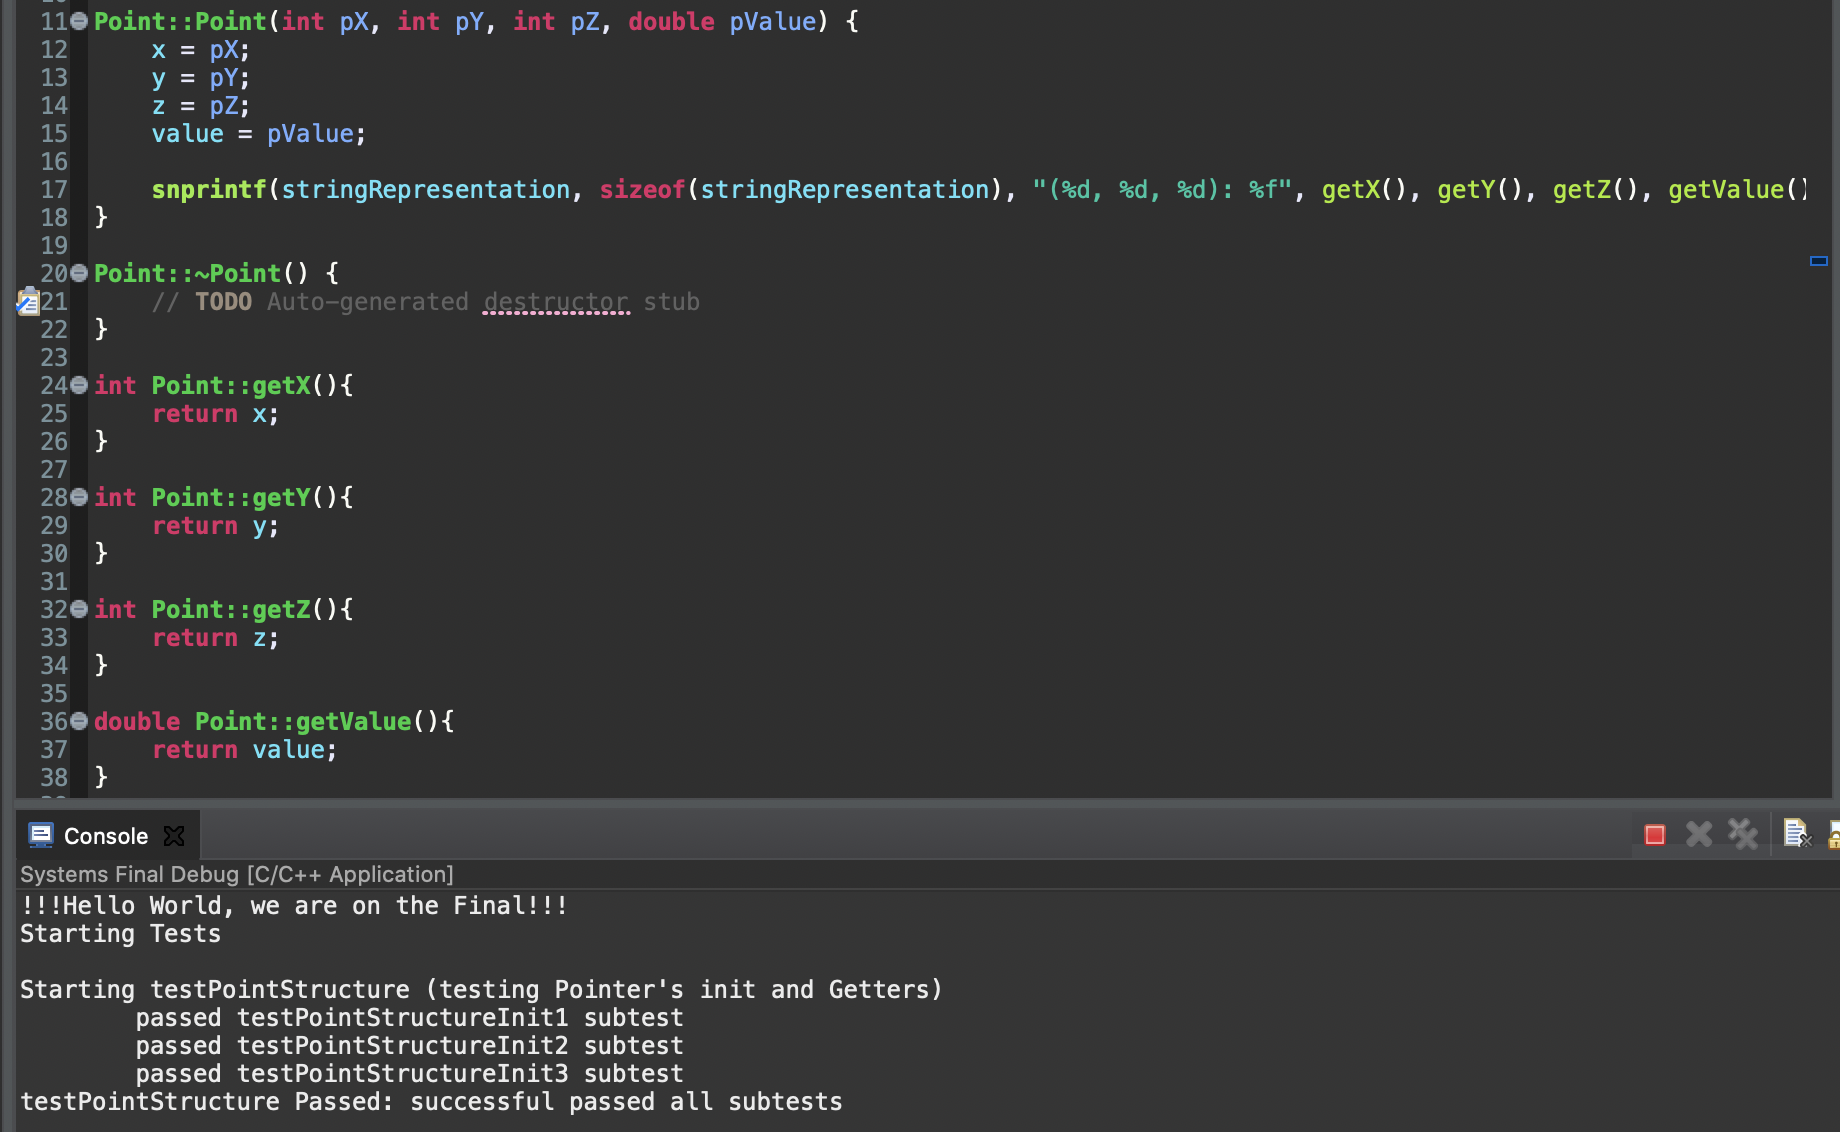 11 Point::Point(int pX, int pY, int pZ, double pValue) {
12 x = pX;
13 y = pY;
14 z = pZ;
15 value = pValue;
16
17 snprintf(stringRepresentation, sizeof(stringRepresentation), "(%d, %d, %d): %f", getX(), getY(), getZ(), getValue()
18 }
19
20 Point::~Point() {
21 // TODO Auto-generated destructor stub
22 }
23
24 int Point::getX(){
25 return x;
26 }
27
28 int Point::getY(){
29 return y;
30 }
31
32 int Point::getZ(){
33 return z;
34 }
35
36 double Point::getValue(){
37 return value;
38 }
Console
Systems Final Debug [C/C++ Application]
!!!Hello World, we are on the Final!!!
Starting Tests
Starting testPointStructure (testing Pointer's init and Getters)
passed testPointStructureInit1 subtest
passed testPointStructureInit2 subtest
passed testPointStructureInit3 subtest
testPointStructure Passed: successful passed all subtests